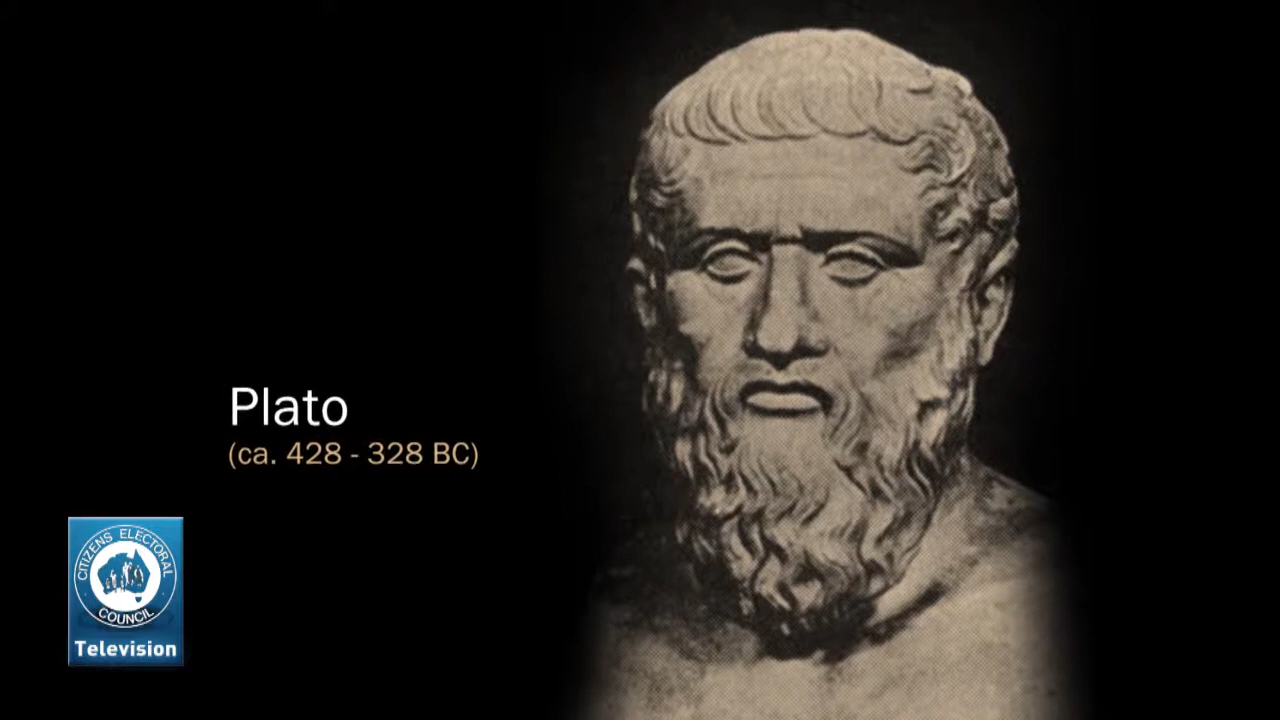 Plato
(ca. 428 - 328 BC)
CITIZENS ELECTORAL
COUNCIL
Television